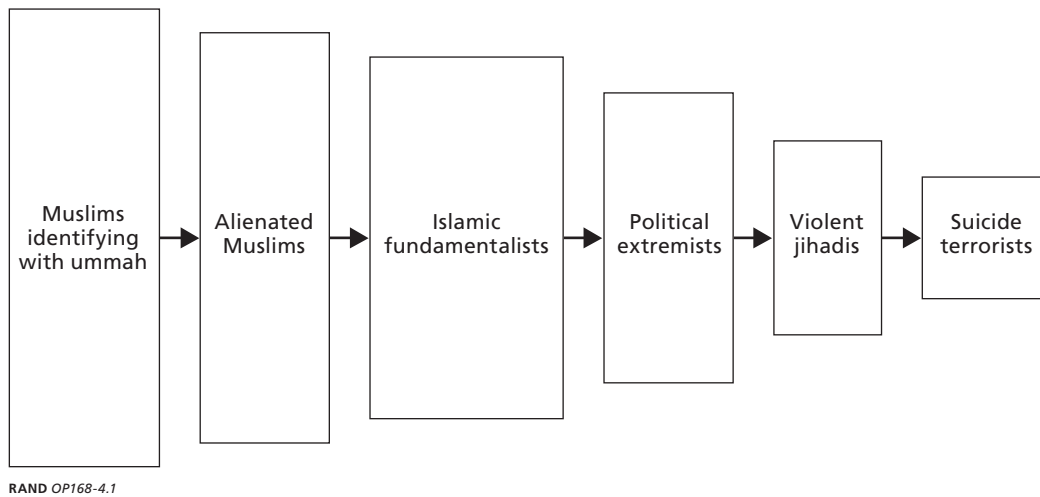 Muslims
identifying
with ummah
Alienated
Muslims
Islamic
fundamentalists
Political
extremists
Violent
jihadis
Suicide
terrorists
RAND OP168-4.1